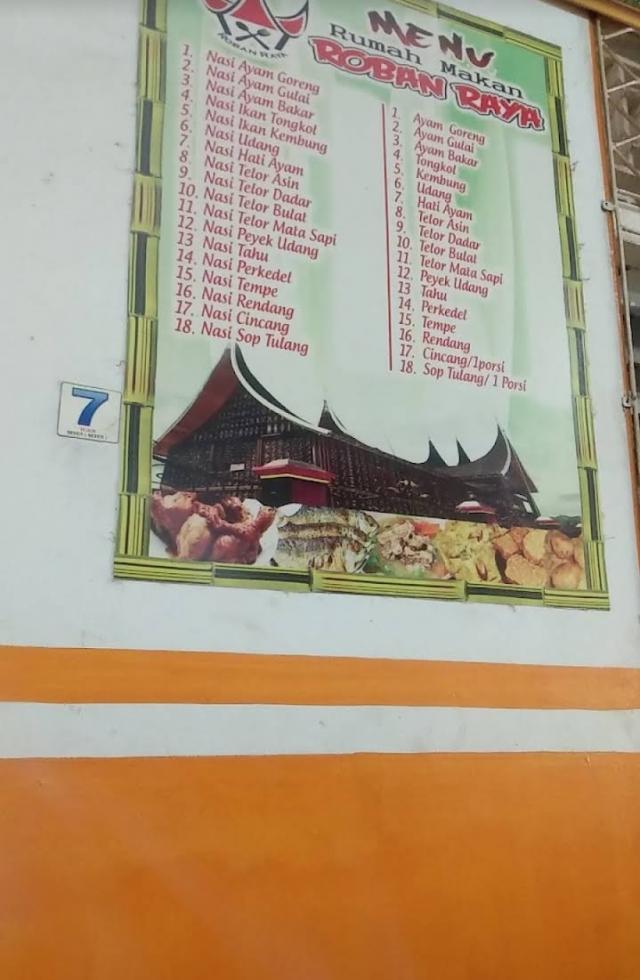 ROBAN RAYA
MENU
Rumah Makan
ROBAN RAYA
1. Nasi Ayam Goreng
2. Nasi Ayam Gulai
3. Nasi Ayam Bakar
4. Nasi Ikan Tongkol
5. Nasi Ikan Kembung
6. Nasi Udang
7. Nasi Hati Ayam
8. Nasi Telor Asin
9. Nasi Telor Dadar
10. Nasi Telor Bulat
11. Nasi Telor Mata Sapi
12. Nasi Peyek Udang
13 Nasi Tahu
14. Nasi Perkedel
15. Nasi Tempe
16. Nasi Rendang
17. Nasi Cincang
18. Nasi Sop Tulang
1. Ayam Goreng
2. Ayam Gulai
3. Ayam Bakar
4. Tongkol
5. Kembung
6. Udang
7. Hati Ayam
8. Telor Asin
9. Telor Dadar
10. Telor Bulat
11. Telor Mata Sapi
12. Peyek Udang
13 Tahu
14. Perkedel
15. Tempe
16. Rendang
17. Cincang/1porsi
18. Sop Tulang/ 1 Porsi
7